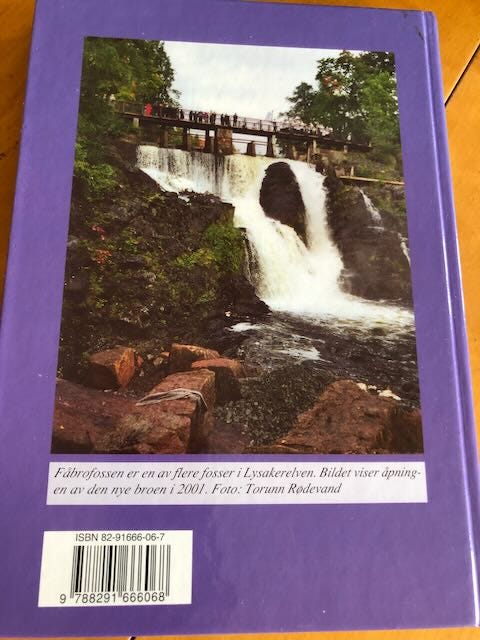 Fåbrofossen er en av flere fosser i Lysakerelven. Bildet viser åpning-
en av den nye broen i 2001. Foto: Torunn Rødevand
ISBN 82-91666-06-7
9 788291 666068